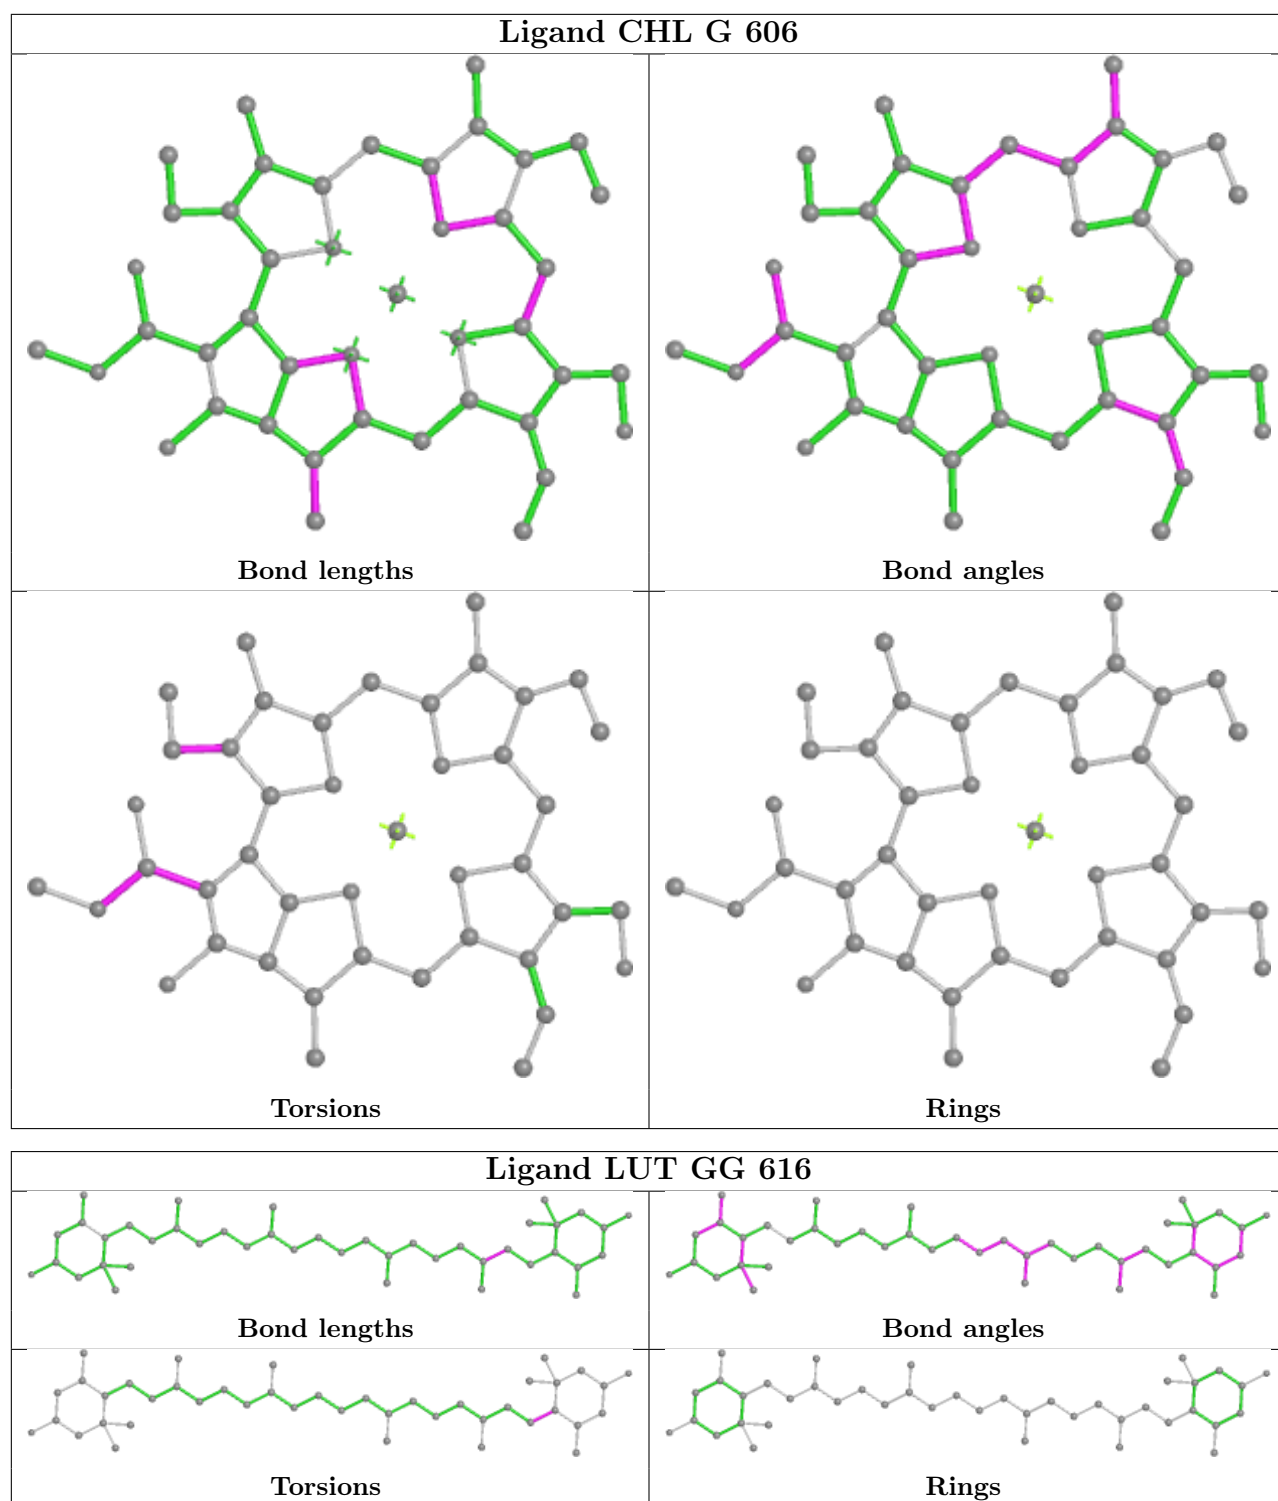 Ligand CHL G 606
Bond lengths
Bond angles
Torsions
Rings
Ligand LUT GG 616
Bond lengths
Bond angles
Torsions
Rings